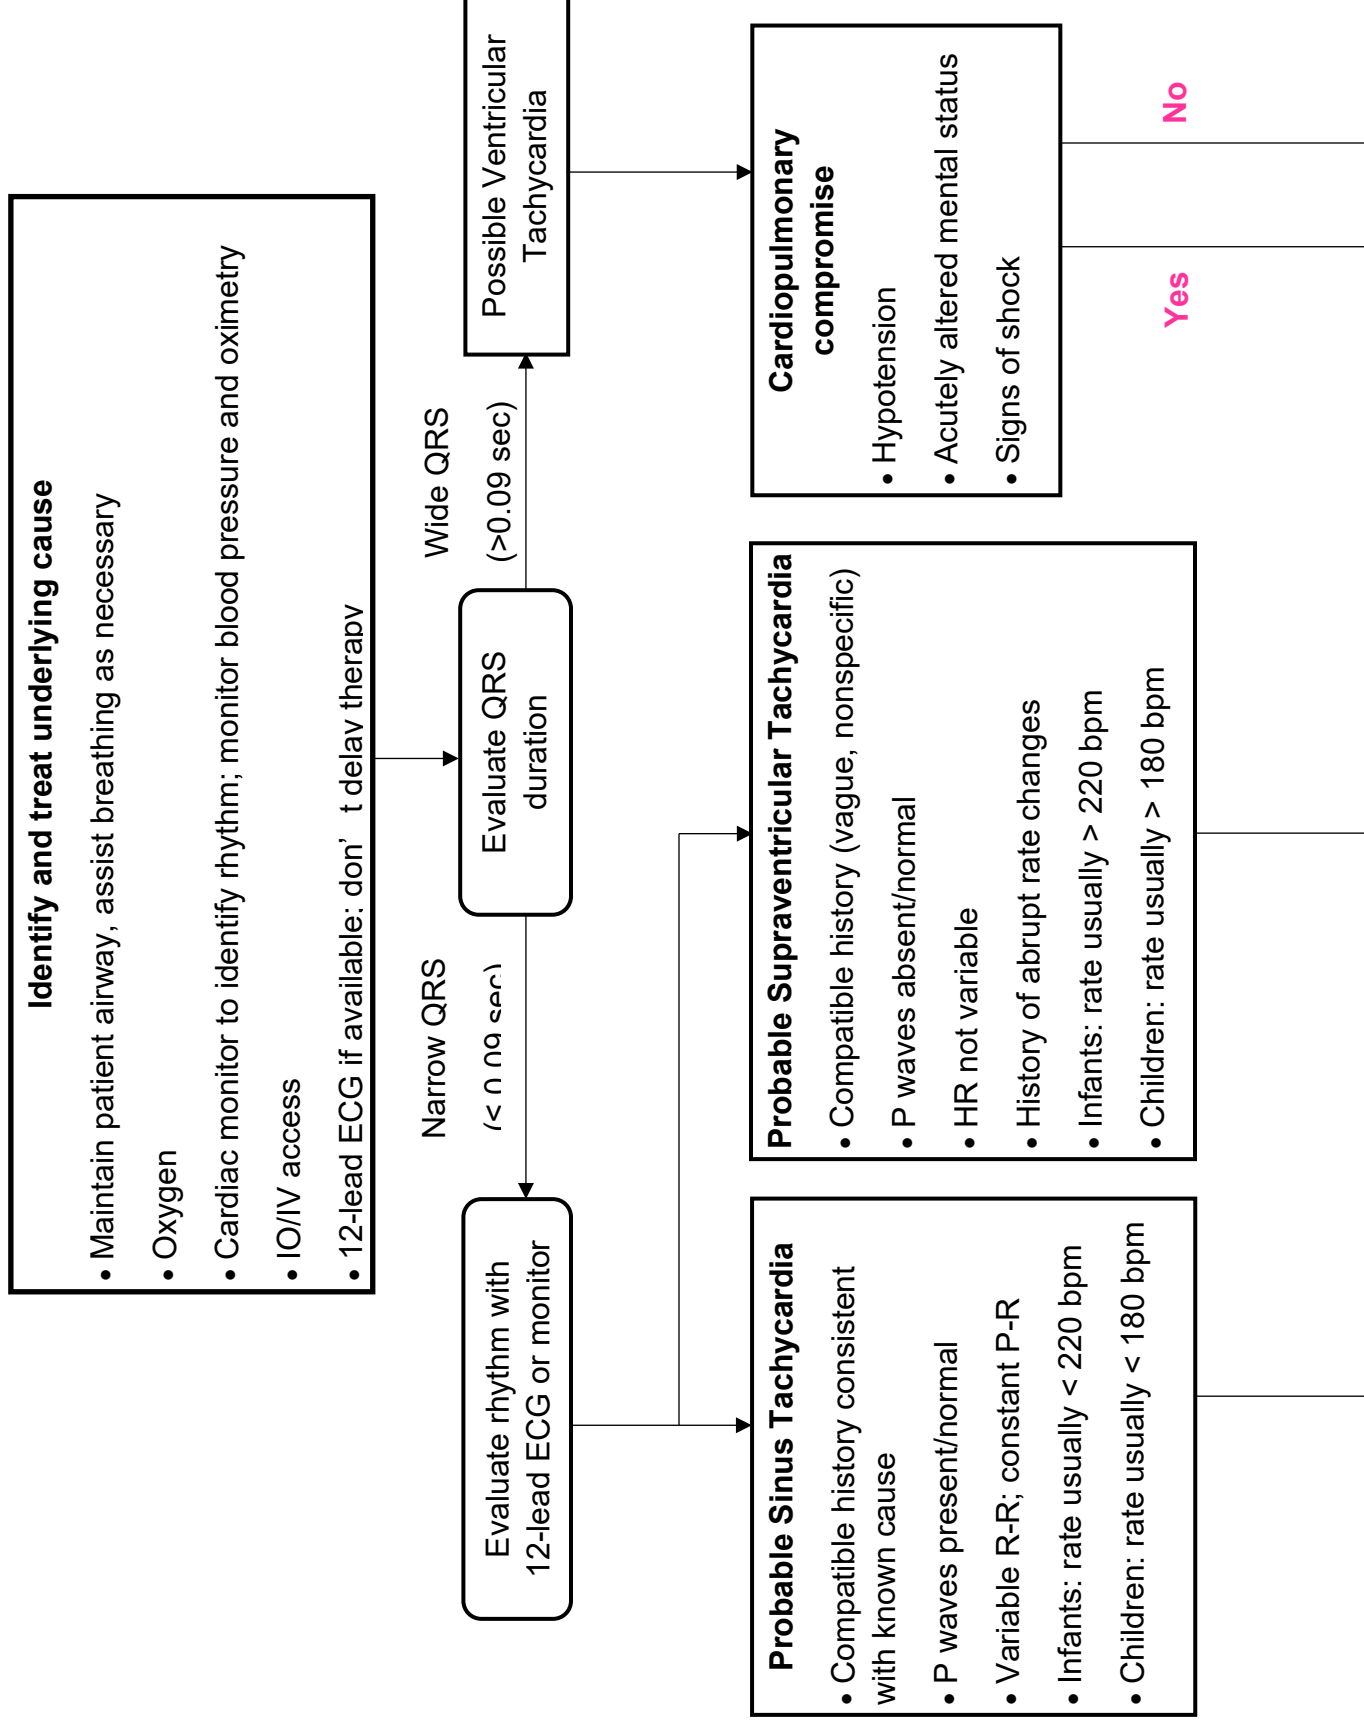 Identify and treat underlying cause
• Maintain patient airway, assist breathing as necessary
• Oxygen
• Cardiac monitor to identify rhythm; monitor blood pressure and oximetry
• IO/IV access
• 12-lead ECG if available; don’ t delay therapy
Narrow QRS
(< 0.09 sec)
Evaluate QRS
duration
Wide QRS
(>0.09 sec)
Evaluate rhythm with
12-lead ECG or monitor
Possible Ventricular
Tachycardia
Probable Sinus Tachycardia
• Compatible history consistent
with known cause
• P waves present/normal
• Variable R-R; constant P-R
• Infants: rate usually < 220 bpm
• Children: rate usually < 180 bpm
Probable Supraventricular Tachycardia
• Compatible history (vague, nonspecific)
• P waves absent/normal
• HR not variable
• History of abrupt rate changes
• Infants: rate usually > 220 bpm
• Children: rate usually > 180 bpm
Cardiopulmonary
compromise
• Hypotension
• Acutely altered mental status
• Signs of shock
Yes
No